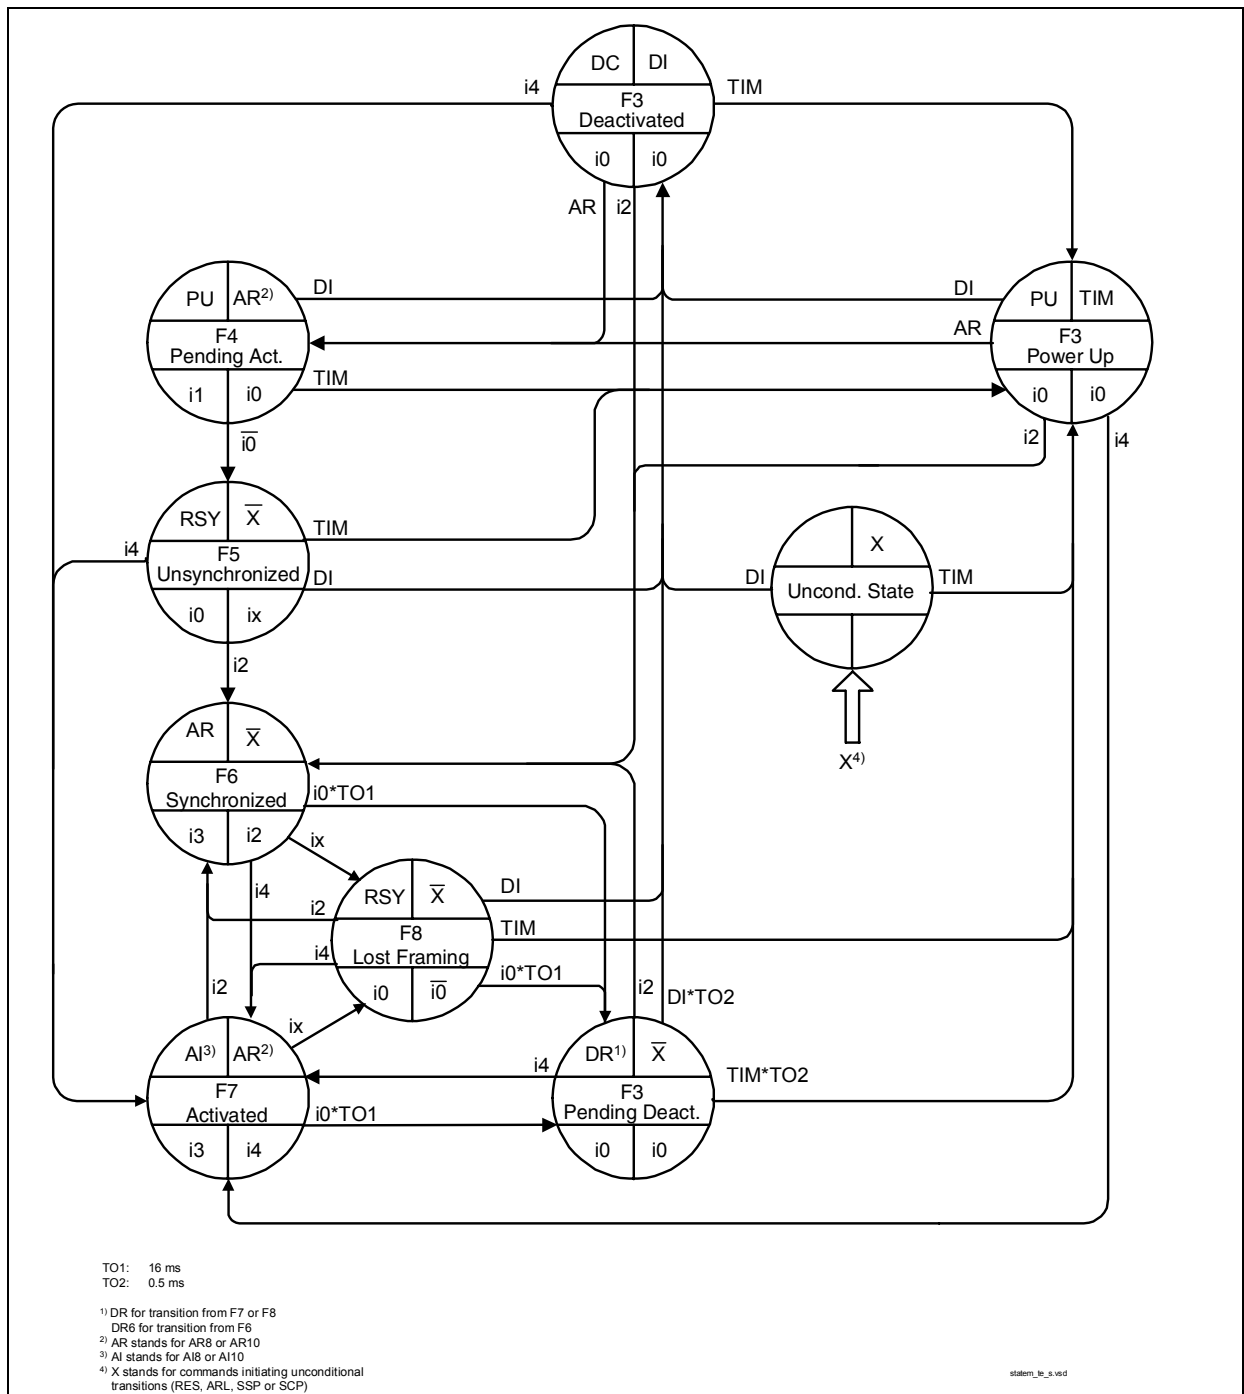 DC DI
F3
Deactivated
i0 i0
i4
TIM
AR i2
PU AR2)
F4
Pending Act.
i1 i0
DI
TIM
i0
DI
AR
PU TIM
F3
Power Up
i0 i0
i2
i4
RSY X
F5
Unsynchronized
i0 ix
i4
TIM
DI
i2
X
Uncond. State
DI
TIM
X4)
AR X
F6
Synchronized
i3 i2
i0*TO1
ix
i4
RSY X
F8
Lost Framing
i0 i0
i2
i4
DI
TIM
i0*TO1
i2
ix
i2
DI*TO2
AI3) AR2)
F7
Activated
i3 i4
i4
i0*TO1
DR1) X
F3
Pending Deact.
i0 i0
TIM*TO2
TO1: 16 ms
TO2: 0.5 ms
1) DR for transition from F7 or F8
DR6 for transition from F6
2) AR stands for AR8 or AR10
3) AI stands for AI8 or AI10
4) X stands for commands initiating unconditional
transitions (RES, ARL, SSP or SCP)
statem_te_s.vsd